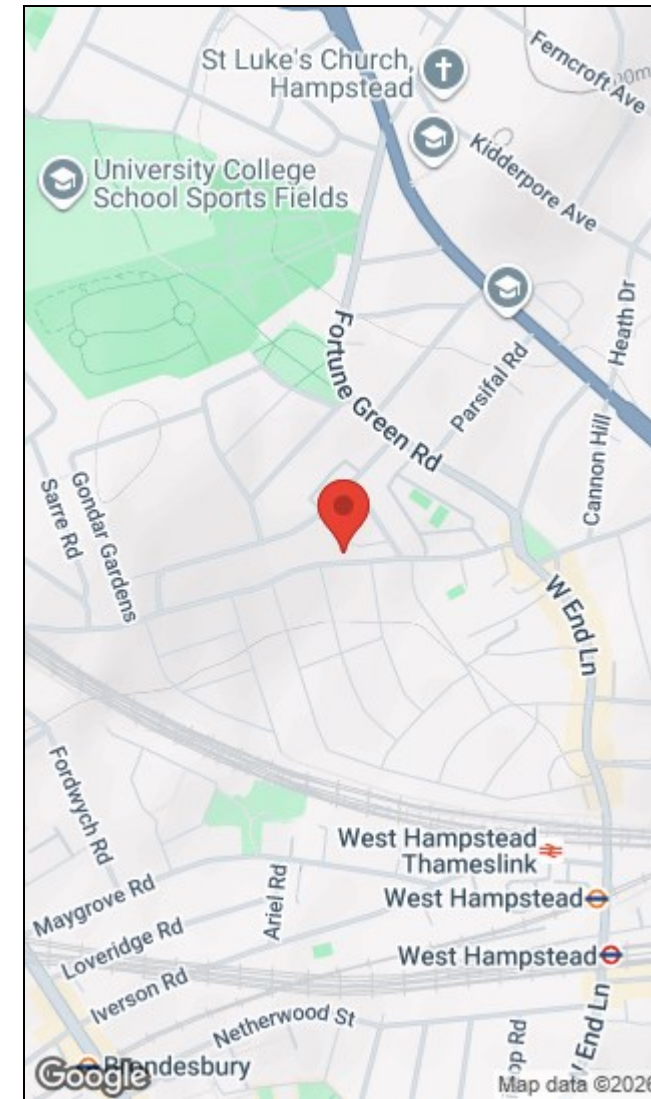 Ferncroft Ave
St Luke's Church,
Hampstead
Kidderpore Ave
University College
School Sports Fields
Heath Dr
Fortune Green Rd
Parsifal Rd
Cannon Hill
Gondar Gardens
Sarre Rd
W End Ln
Fordwych Rd
West Hampstead
Thameslink
Ariel Rd
Maygrove Rd
West Hampstead
Loveridge Rd
West Hampstead
Iverson Rd
Netherwood St
W End Ln
Google
Map data ©2026